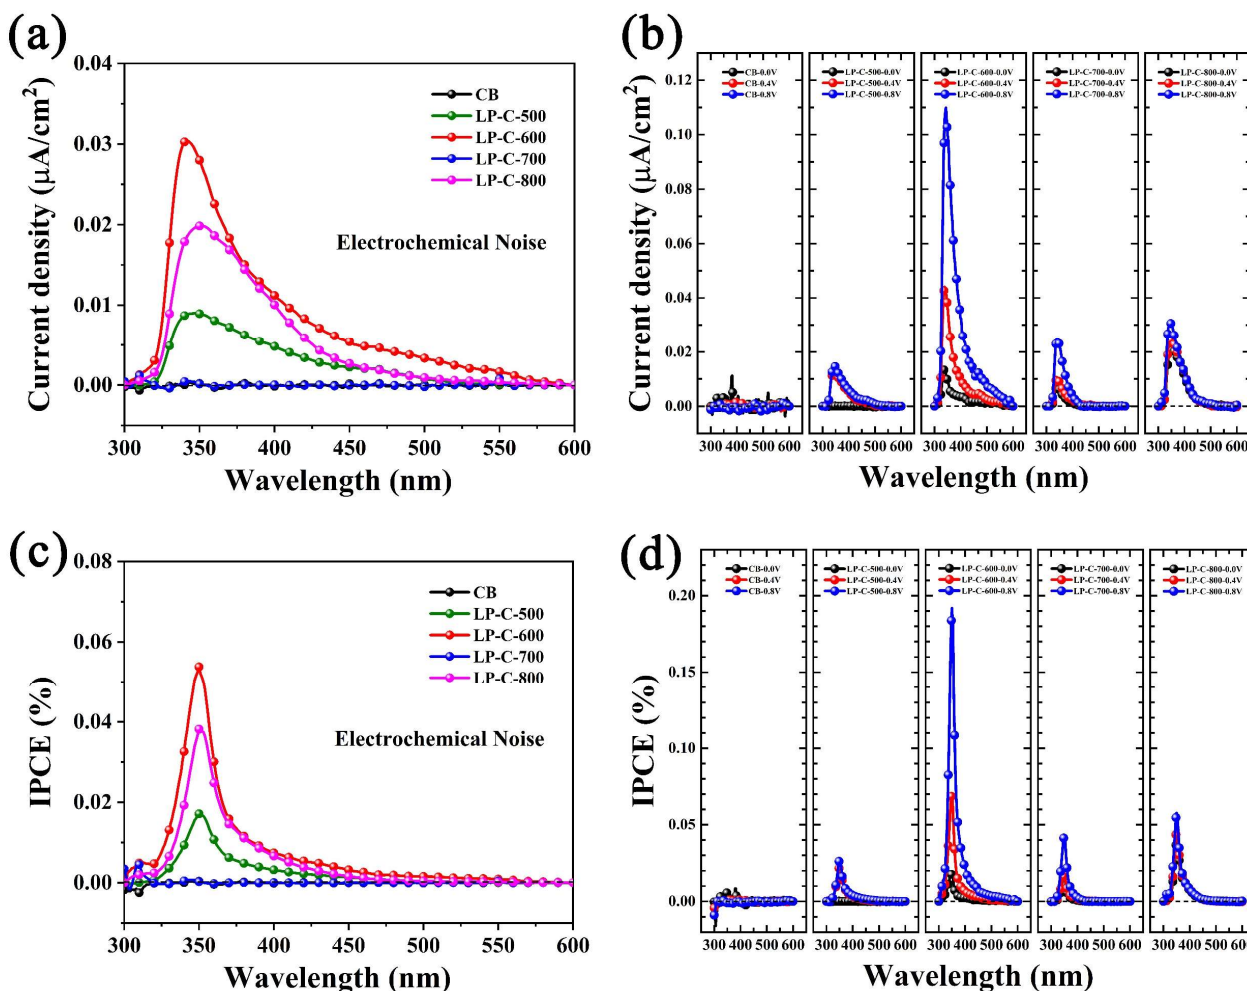 (a)
0.04
0.03
0.02
0.01
0.00
Current density (μA/cm²)
CB
LP-C-500
LP-C-600
LP-C-700
LP-C-800
Electrochemical Noise
300 350 400 450 500 550 600
Wavelength (nm)
(b)
0.12
0.10
0.08
0.06
0.04
0.02
0.00
Current density (μA/cm²)
CB-0.0V
CB-0.4V
CB-0.8V
LP-C-500-0.0V
LP-C-500-0.4V
LP-C-500-0.8V
LP-C-600-0.0V
LP-C-600-0.4V
LP-C-600-0.8V
LP-C-700-0.0V
LP-C-700-0.4V
LP-C-700-0.8V
LP-C-800-0.0V
LP-C-800-0.4V
LP-C-800-0.8V
300 400 500 600 300 400 500 600 300 400 500 600 300 400 500 600 300 400 500 600
Wavelength (nm)
(c)
0.08
0.06
0.04
0.02
0.00
IPCE (%)
CB
LP-C-500
LP-C-600
LP-C-700
LP-C-800
Electrochemical Noise
300 350 400 450 500 550 600
Wavelength (nm)
(d)
0.20
0.15
0.10
0.05
0.00
IPCE (%)
CB-0.0V
CB-0.4V
CB-0.8V
LP-C-500-0.0V
LP-C-500-0.4V
LP-C-500-0.8V
LP-C-600-0.0V
LP-C-600-0.4V
LP-C-600-0.8V
LP-C-700-0.0V
LP-C-700-0.4V
LP-C-700-0.8V
LP-C-800-0.0V
LP-C-800-0.4V
LP-C-800-0.8V
300 400 500 600 300 400 500 600 300 400 500 600 300 400 500 600 300 400 500 600
Wavelength (nm)